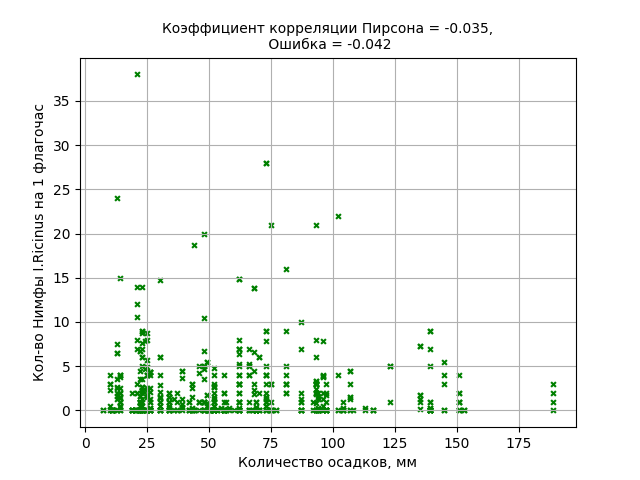 Коэффициент корреляции Пирсона = -0.035,
Ошибка = -0.042
Кол-во Нимфы I.Ricinus на 1 флагочас
35
30
25
20
15
10
5
0
0 25 50 75 100 125 150 175
Количество осадков, мм